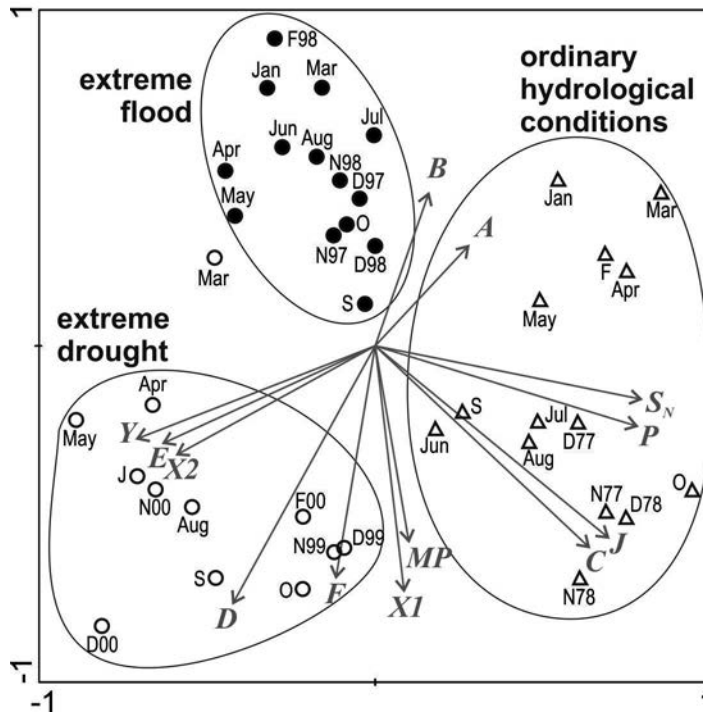 1
F98
extreme
flood
Jan
Mar
ordinary
hydrological
conditions
Jul
Jun
Aug
Apr
N98
B
D97
May
O
Jan
Mar
N97
D98
A
Mar
F
Apr
S
May
extreme
drought
Apr
S
S_N
May
Y
E
X2
Jun
Jul
D77
P
Aug
J
N00
Aug
F00
O
N77
D78
N99
D99
MP
C
J
S
D
O
F
X1
N78
D00
-1
-1
1